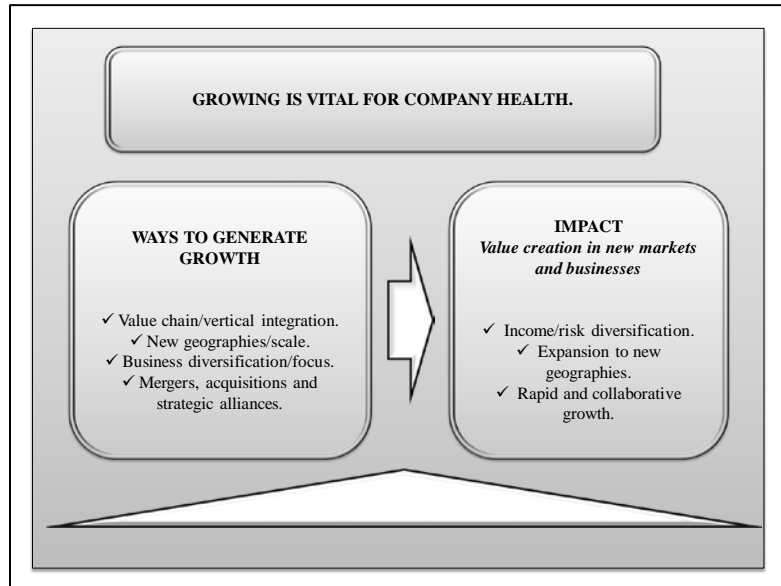 GROWING IS VITAL FOR COMPANY HEALTH.
WAYS TO GENERATE
GROWTH
✓ Value chain/vertical integration.
✓ New geographies/scale.
✓ Business diversification/focus.
✓ Mergers, acquisitions and
strategic alliances.
IMPACT
Value creation in new markets
and businesses
✓ Income/risk diversification.
✓ Expansion to new
geographies.
✓ Rapid and collaborative
growth.